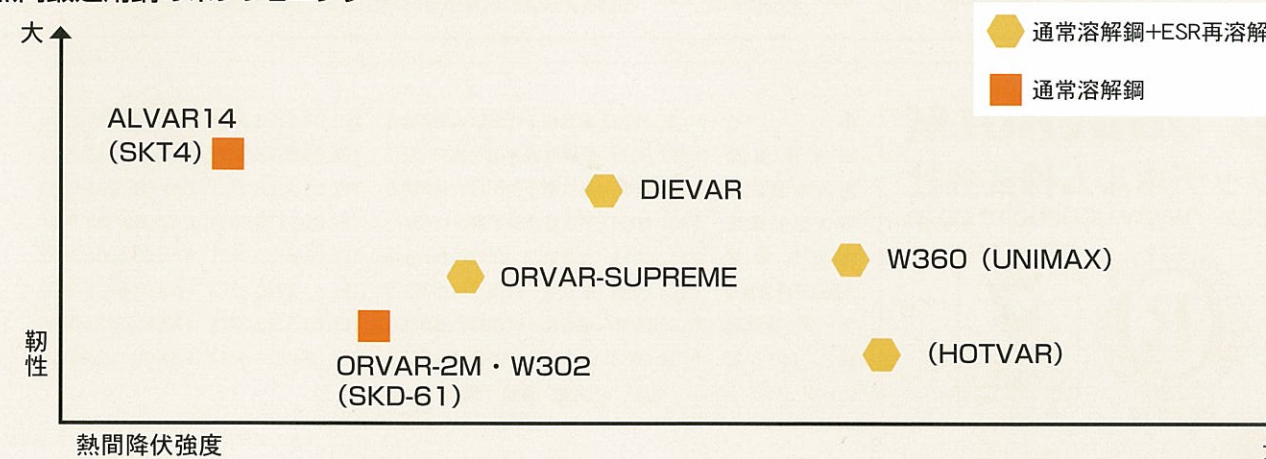 大
通常溶解鋼+ESR再溶解
通常溶解鋼
ALVAR14
(SKT4)
DIEVAR
W360 (UNIMAX)
ORVAR-SUPREME
(HOTVAR)
靭性
ORVAR-2M・W302
(SKD-61)
熱間降伏強度